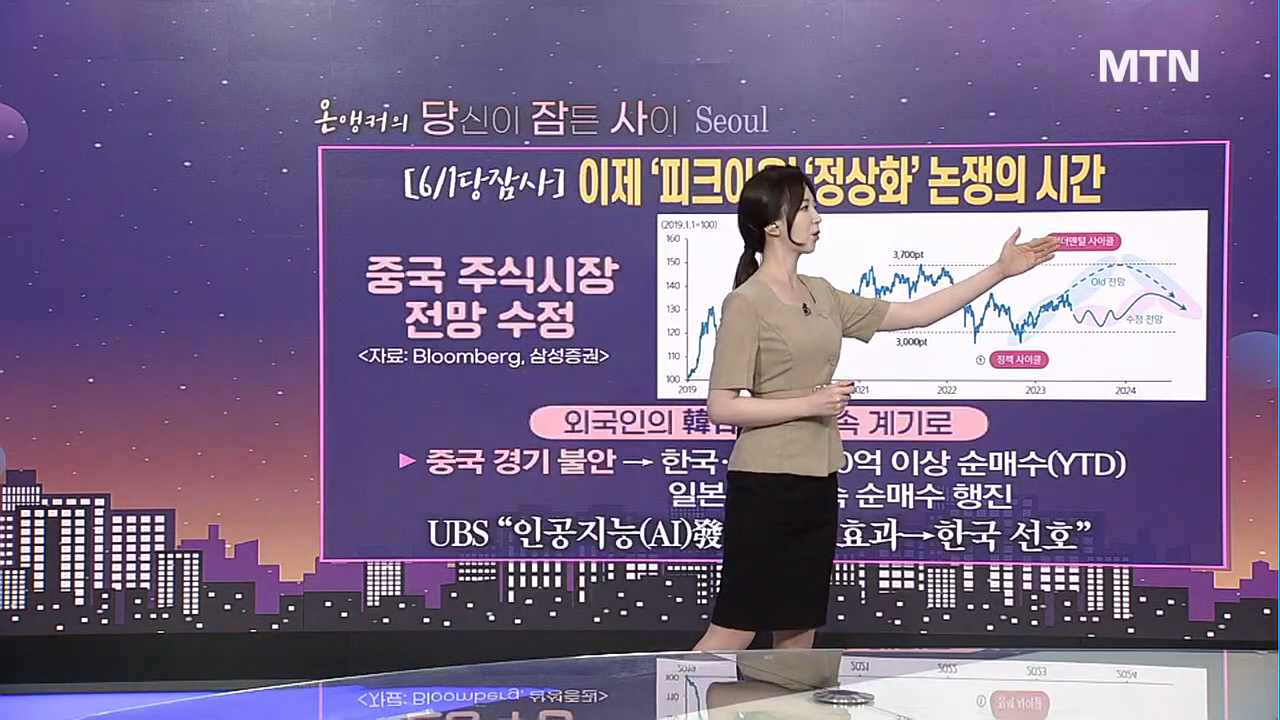 MTN
온앵커의 당신이 잠든 사이 Seoul
[6/1당잠사] 이제 ‘피크아웃’ ‘정상화’ 논쟁의 시간
중국 주식시장
전망 수정
<자료: Bloomberg, 삼성증권>
(2019.1.1=100)
160
150
140
130
120
110
100
2019
2022
2023
2024
3,700pt
3,000pt
사이클
Old 전망
수정 전망
① 정책 사이클
외국인의 계기로
▶ 중국 경기 불안 → 한국· 0억 이상 순매수(YTD)
일본 순매수 행진
UBS “인공지능(AI)發 효과→한국 선호”